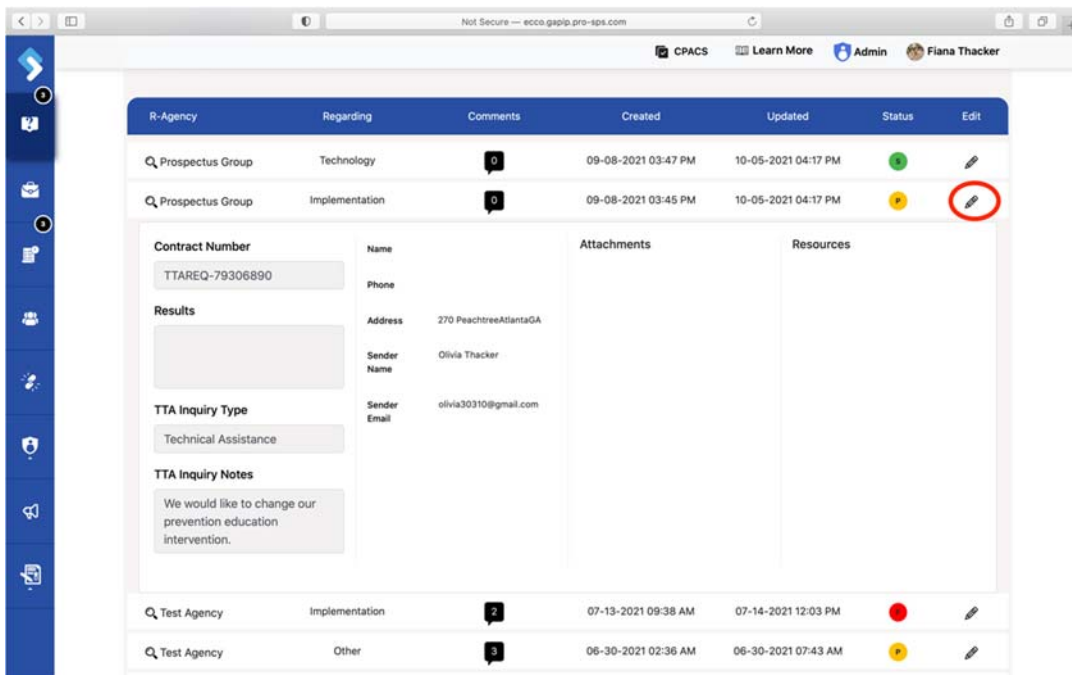 Not Secure — ecco.gapip.pro-sps.com
CPACS Learn More Admin Fiana Thacker
3
3
R-Agency Regarding Comments Created Updated Status Edit
Prospectus Group Technology 0 09-08-2021 03:47 PM 10-05-2021 04:17 PM S
Prospectus Group Implementation 0 09-08-2021 03:45 PM 10-05-2021 04:17 PM P
Contract Number
TTAREQ-79306890
Results
TTA Inquiry Type
Technical Assistance
TTA Inquiry Notes
We would like to change our
prevention education
intervention.
Name
Phone
Address 270 PeachtreeAtlantaGA
Sender Olivia Thacker
Name
Sender olivia30310@gmail.com
Email
Attachments
Resources
Test Agency Implementation 2 07-13-2021 09:38 AM 07-14-2021 12:03 PM
Test Agency Other 3 06-30-2021 02:36 AM 06-30-2021 07:43 AM P